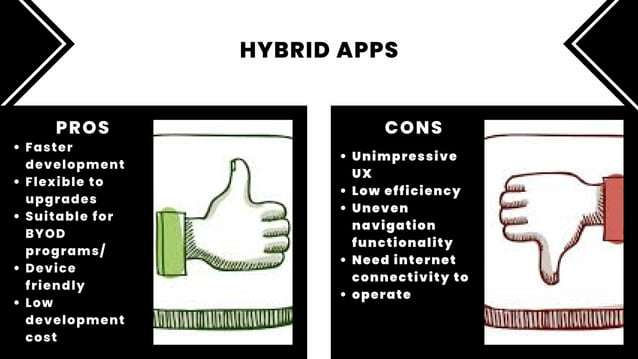 HYBRID APPS
PROS
• Faster
development
• Flexible to
upgrades
• Suitable for
BYOD
programs/
• Device
friendly
• Low
development
cost
CONS
• Unimpressive
UX
• Low efficiency
• Uneven
navigation
functionality
• Need internet
connectivity to
• operate